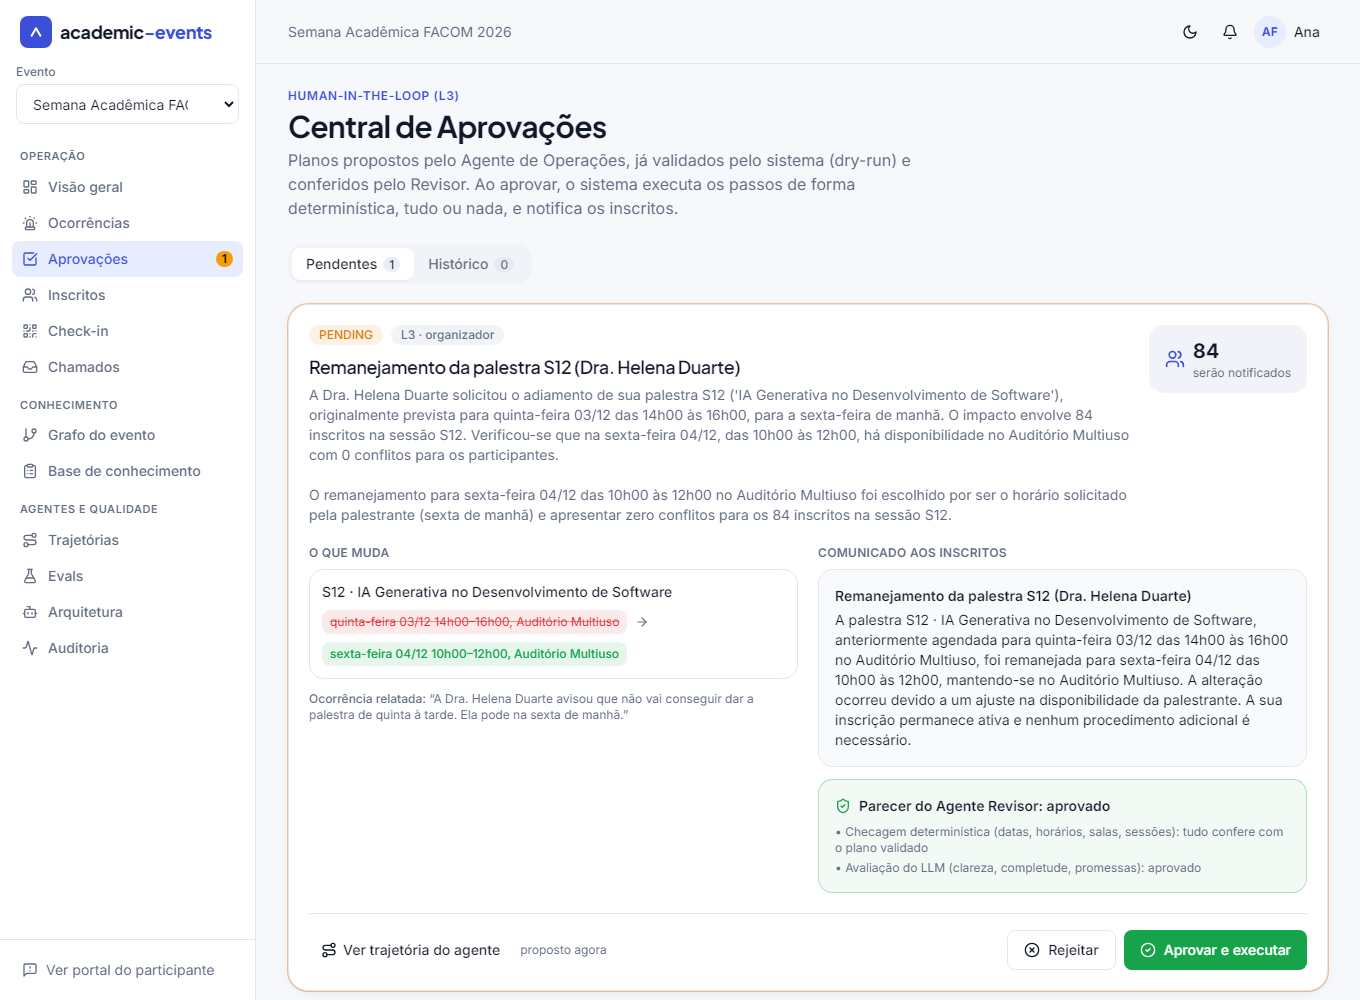 academic-events
Evento
Semana Acadêmica FAC
OPERAÇÃO
Visão geral
Ocorrências
Aprovações 1
Inscritos
Check-in
Chamados
CONHECIMENTO
Grafo do evento
Base de conhecimento
AGENTES E QUALIDADE
Trajetórias
Evals
Arquitetura
Auditoria
Ver portal do participante
Semana Acadêmica FACOM 2026
AF Ana
HUMAN-IN-THE-LOOP (L3)
Central de Aprovações
Planos propostos pelo Agente de Operações, já validados pelo sistema (dry-run) e
conferidos pelo Revisor. Ao aprovar, o sistema executa os passos de forma
determinística, tudo ou nada, e notifica os inscritos.
Pendentes 1 Histórico 0
PENDING L3 · organizador
Remanejamento da palestra S12 (Dra. Helena Duarte)
A Dra. Helena Duarte solicitou o adiamento de sua palestra S12 ('IA Generativa no Desenvolvimento de Software'),
originalmente prevista para quinta-feira 03/12 das 14h00 às 16h00, para a sexta-feira de manhã. O impacto envolve 84
inscritos na sessão S12. Verificou-se que na sexta-feira 04/12, das 10h00 às 12h00, há disponibilidade no Auditório Multiuso
com 0 conflitos para os participantes.
O remanejamento para sexta-feira 04/12 das 10h00 às 12h00 no Auditório Multiuso foi escolhido por ser o horário solicitado
pela palestrante (sexta de manhã) e apresentar zero conflitos para os 84 inscritos na sessão S12.
84
serão notificados
O QUE MUDA
S12 · IA Generativa no Desenvolvimento de Software
quinta-feira 03/12 14h00–16h00, Auditório Multiuso →
sexta-feira 04/12 10h00–12h00, Auditório Multiuso
Ocorrência relatada: “A Dra. Helena Duarte avisou que não vai conseguir dar a
palestra de quinta à tarde. Ela pode na sexta de manhã.”
COMUNICADO AOS INSCRITOS
Remanejamento da palestra S12 (Dra. Helena Duarte)
A palestra S12 · IA Generativa no Desenvolvimento de Software,
anteriormente agendada para quinta-feira 03/12 das 14h00 às 16h00
no Auditório Multiuso, foi remanejada para sexta-feira 04/12 das
10h00 às 12h00, mantendo-se no Auditório Multiuso. A alteração
ocorreu devido a um ajuste na disponibilidade da palestrante. A sua
inscrição permanece ativa e nenhum procedimento adicional é
necessário.
Parecer do Agente Revisor: aprovado
• Checagem determinística (datas, horários, salas, sessões): tudo confere com
o plano validado
• Avaliação do LLM (clareza, completude, promessas): aprovado
Ver trajetória do agente proposto agora
Rejeitar
Aprovar e executar